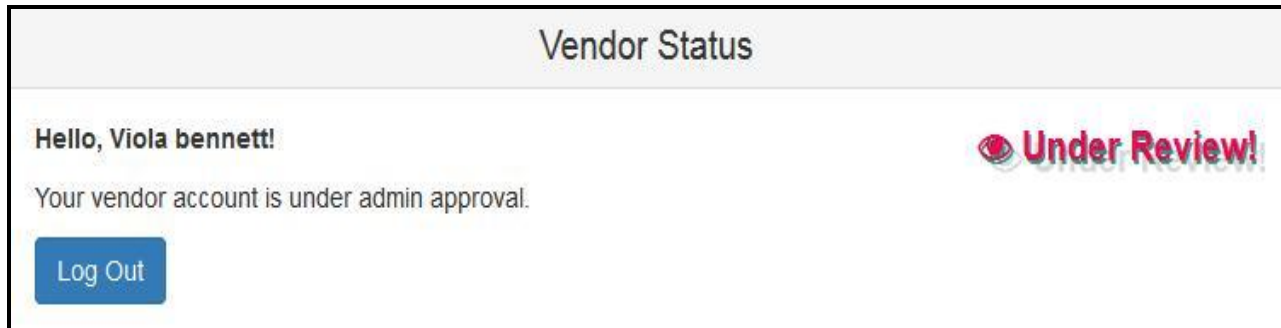 Vendor Status
Hello, Viola bennett!
Under Review!
Your vendor account is under admin approval.
Log Out